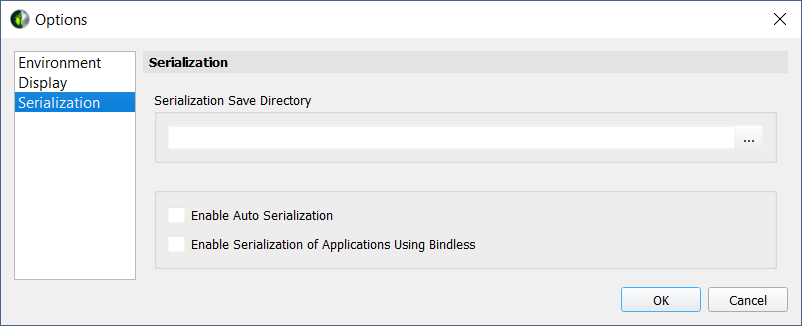 Options
Environment
Display
Serialization
Serialization
Serialization Save Directory
...
Enable Auto Serialization
Enable Serialization of Applications Using Bindless
OK
Cancel